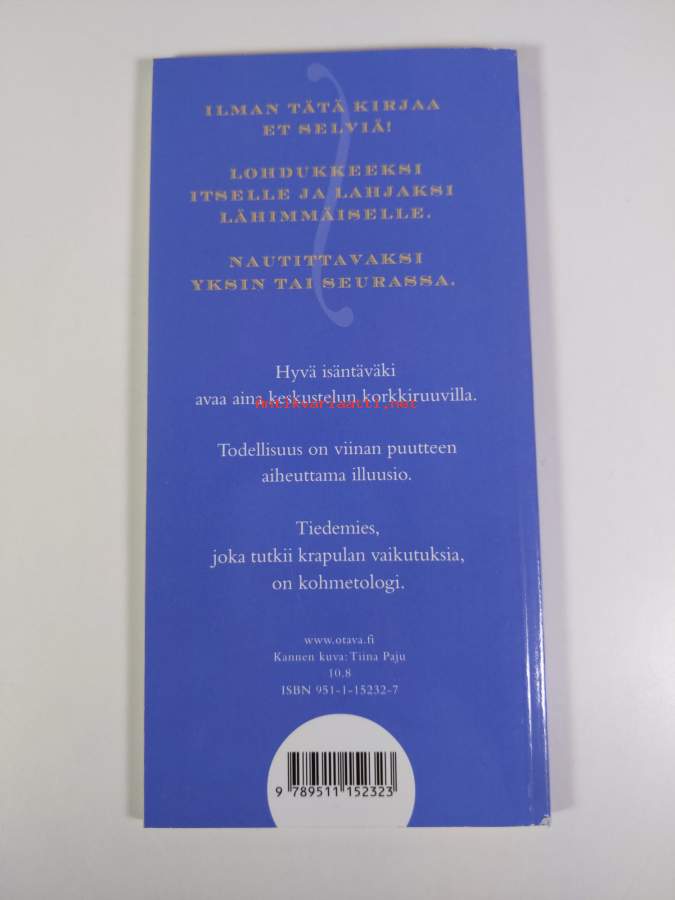 ILMAN TÄTÄ KIRJAA
ET SELVIÄ!
LOHDUKKEEKSI
ITSELLE JA LAHJAKSI
LÄHIMMÄISELLE.
NAUTITTAVAKSI
YKSIN TAI SEURASSA.
Hyvä isäntäväki
avaa aina keskustelun korkkiruuvilla.
Antikvariaatti.net
Todellisuus on viinan puutteen
aiheuttama illuusio.
Tiedemies,
joka tutkii krapulan vaikutuksia,
on kohmetologi.
www.otava.fi
Kannen kuva: Tiina Paju
10.8
ISBN 951-1-15232-7
9 789511 152323